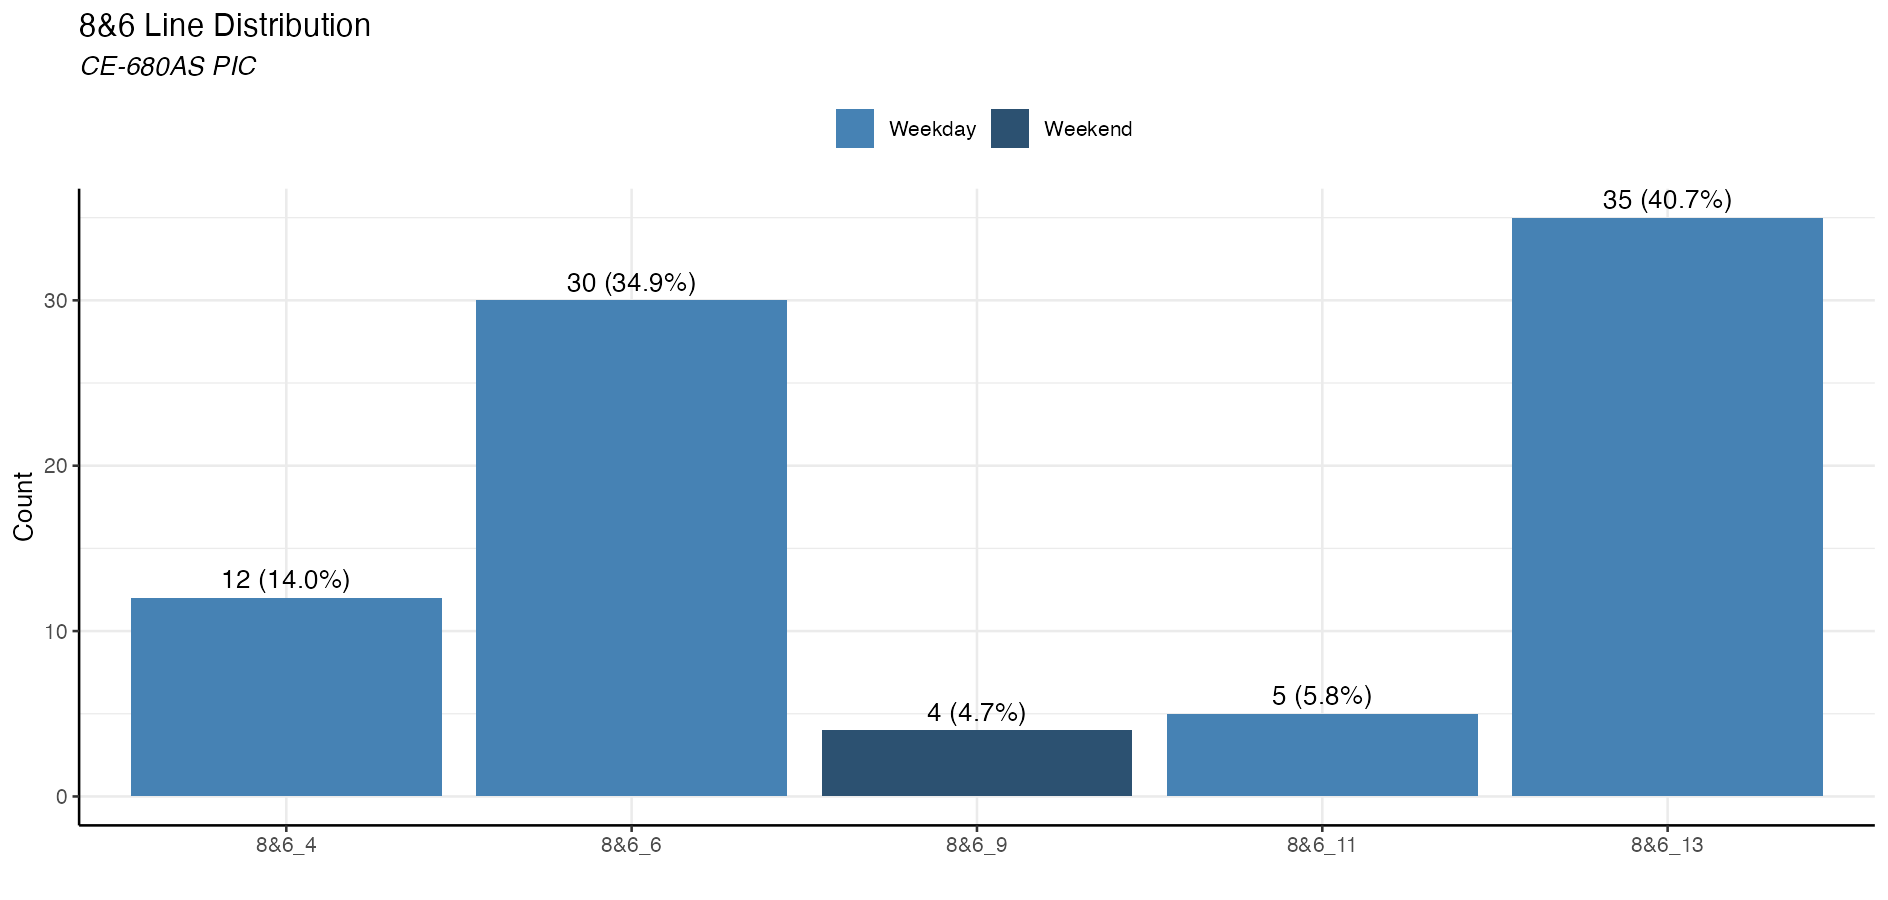 8&6 Line Distribution
CE-680AS PIC
Weekday Weekend
35 (40.7%)
30 (34.9%)
12 (14.0%)
4 (4.7%)
5 (5.8%)
Count
30
20
10
0
8&6_4 8&6_6 8&6_9 8&6_11 8&6_13